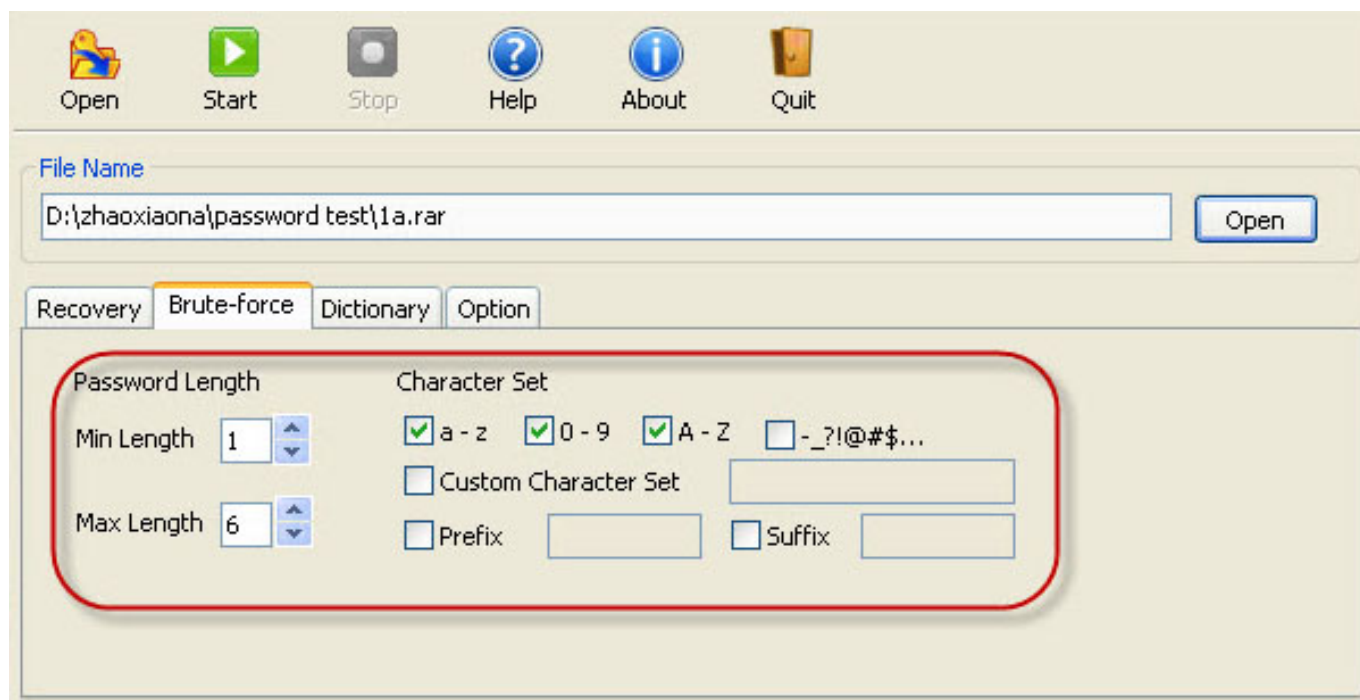 Open Start Stop Help About Quit
File Name
D:\zhaoxiaona\password test\1a.rar Open
Recovery Brute-force Dictionary Option
Password Length Character Set
Min Length 1 a - z 0 - 9 A - Z -_?!@#$...
Custom Character Set
Max Length 6 Prefix Suffix